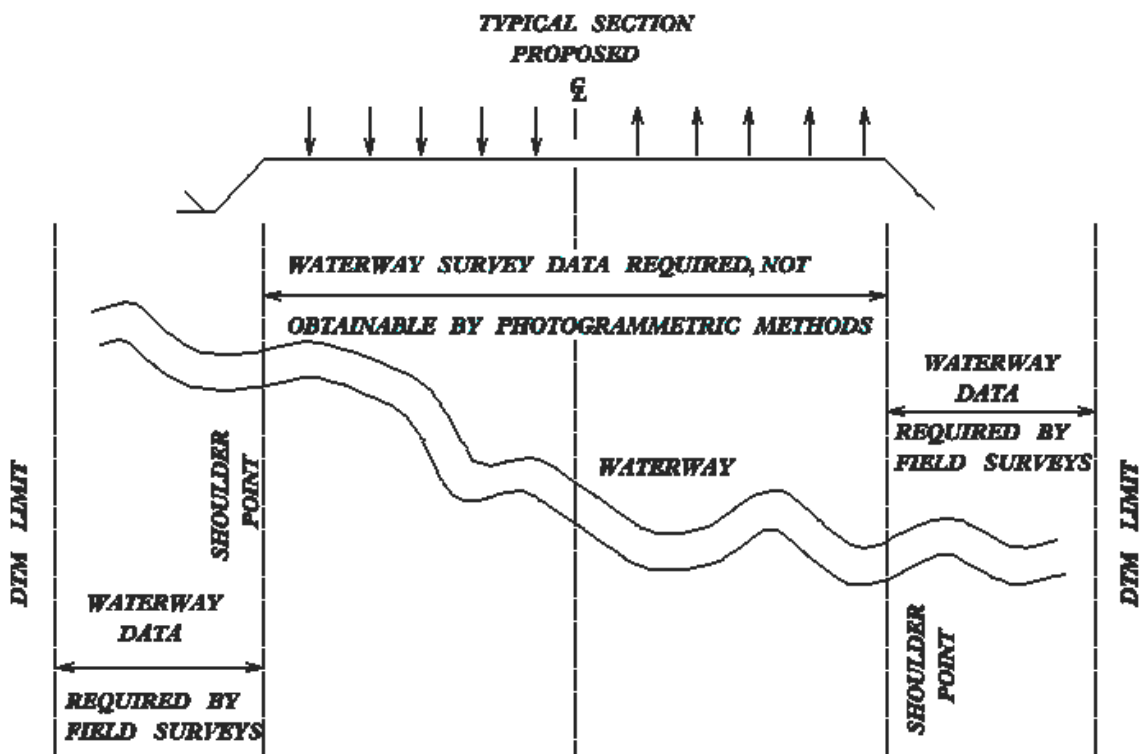 TYPICAL SECTION
PROPOSED
℄
WATERWAY SURVEY DATA REQUIRED, NOT
OBTAINABLE BY PHOTOGRAMMETRIC METHODS
WATERWAY
DATA
REQUIRED BY
FIELD SURVEYS
WATERWAY
SHOULDER
POINT
DTM LIMIT
WATERWAY
DATA
REQUIRED BY
FIELD SURVEYS
SHOULDER
POINT
DTM LIMIT